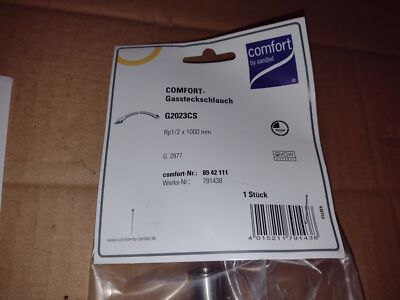 comfort
by sanibel
COMFORT-
Gassteckschlauch
G2023CS
Rp1/2 x 1000 mm
G. 2877
comfort-Nr.: 89 42 111
Werks-Nr.: 791438
1 Stück
DVGW
www.comfort-by-sanibel.de
4 015211 791438